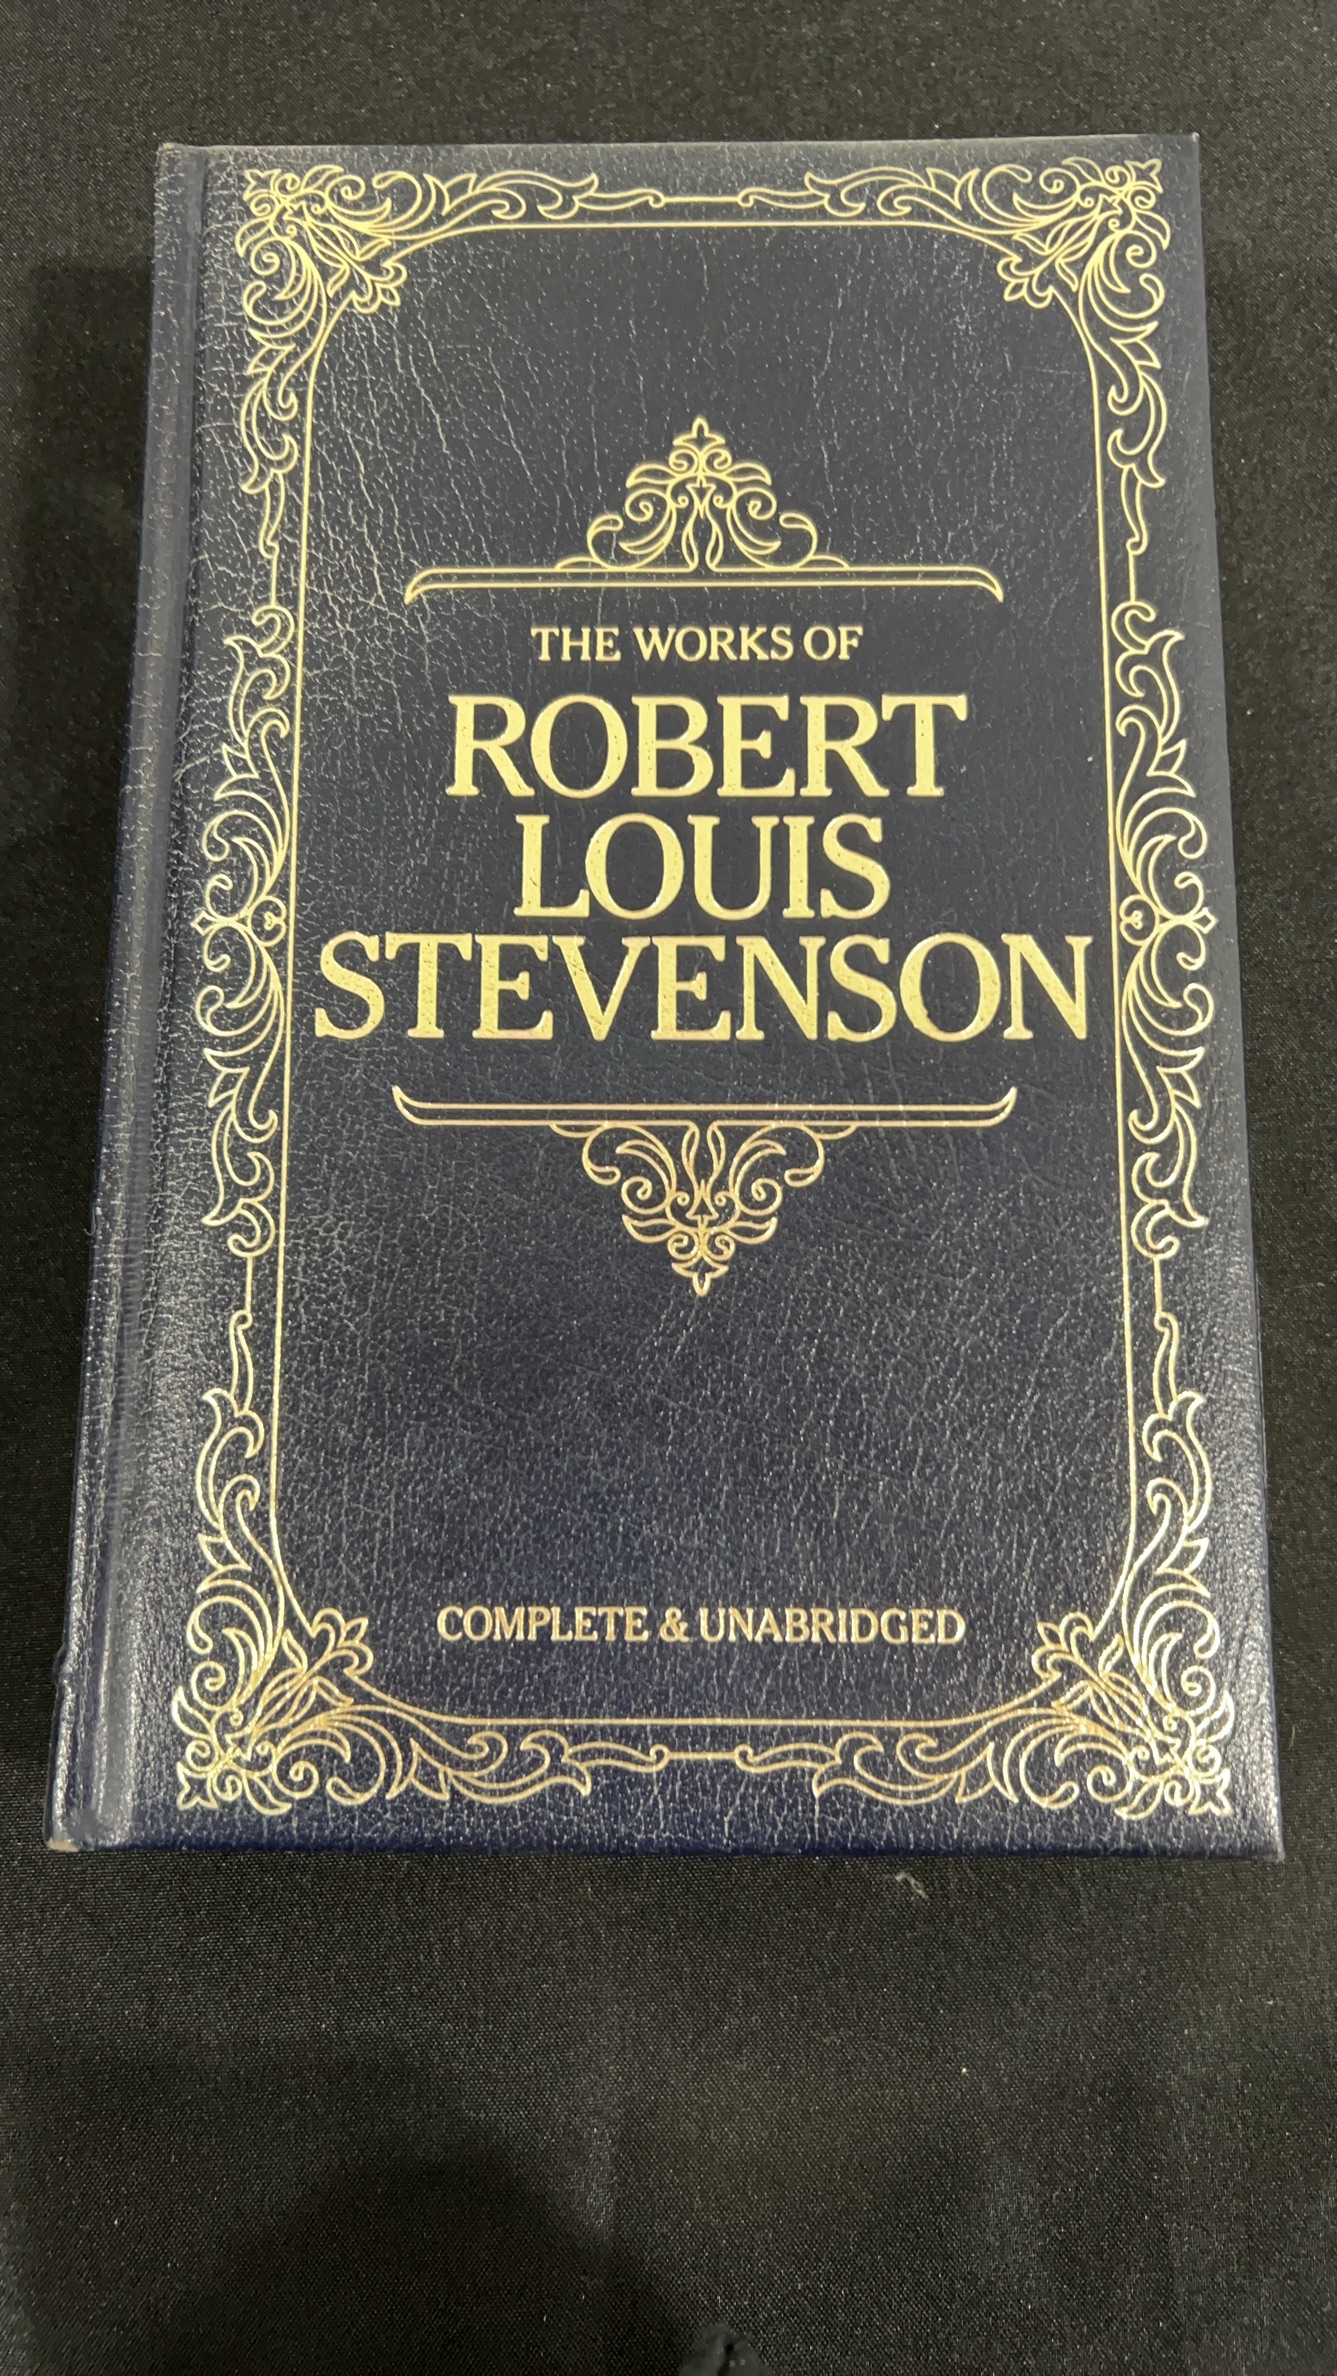 THE WORKS OF
ROBERT
LOUIS
STEVENSON
COMPLETE & UNABRIDGED